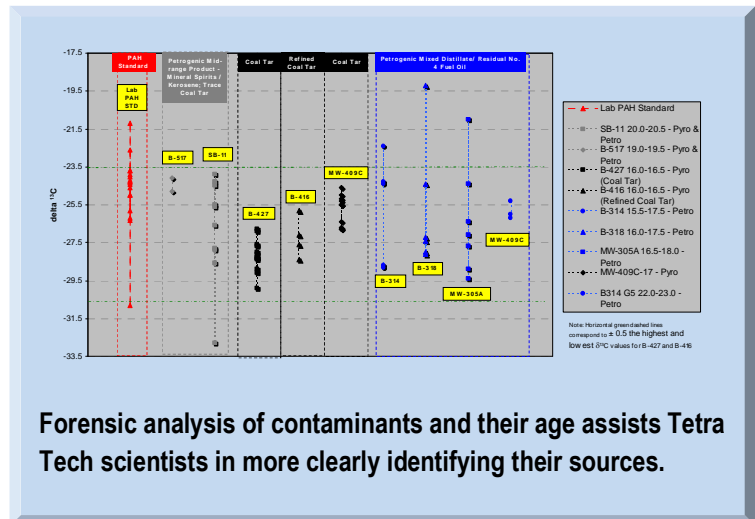 -17.5
-19.5
-21.5
-23.5
-25.5
-27.5
-29.5
-31.5
-33.5
delta ¹³C
PAH
Standard
Petrogenic Mid-
range Product -
Mineral Spirits /
Kerosene; Trace
Coal Tar
Coal Tar
Refined
Coal Tar
Coal Tar
Petrogenic Mixed Distillate/ Residual No.
4 Fuel Oil
Lab
PAH
STD
B-517
SB-11
B-427
B-416
MW-409C
B-314
B-318
MW-305A
MW-409C
Lab PAH Standard
SB-11 20.0-20.5 - Pyro &
Petro
B-517 19.0-19.5 - Pyro &
Petro
B-427 16.0-16.5 - Pyro
(Coal Tar)
B-416 16.0-16.5 - Pyro
(Refined Coal Tar)
B-314 15.5-17.5 - Petro
B-318 16.0-17.5 - Petro
MW-305A 16.5-18.0 -
Petro
MW-409C-17 - Pyro
B314 G5 22.0-23.0 -
Petro
Note: Horizontal green dashed lines
correspond to ± 0.5 the highest and
lowest δ¹³C values for B-427 and B-416
Forensic analysis of contaminants and their age assists Tetra
Tech scientists in more clearly identifying their sources.